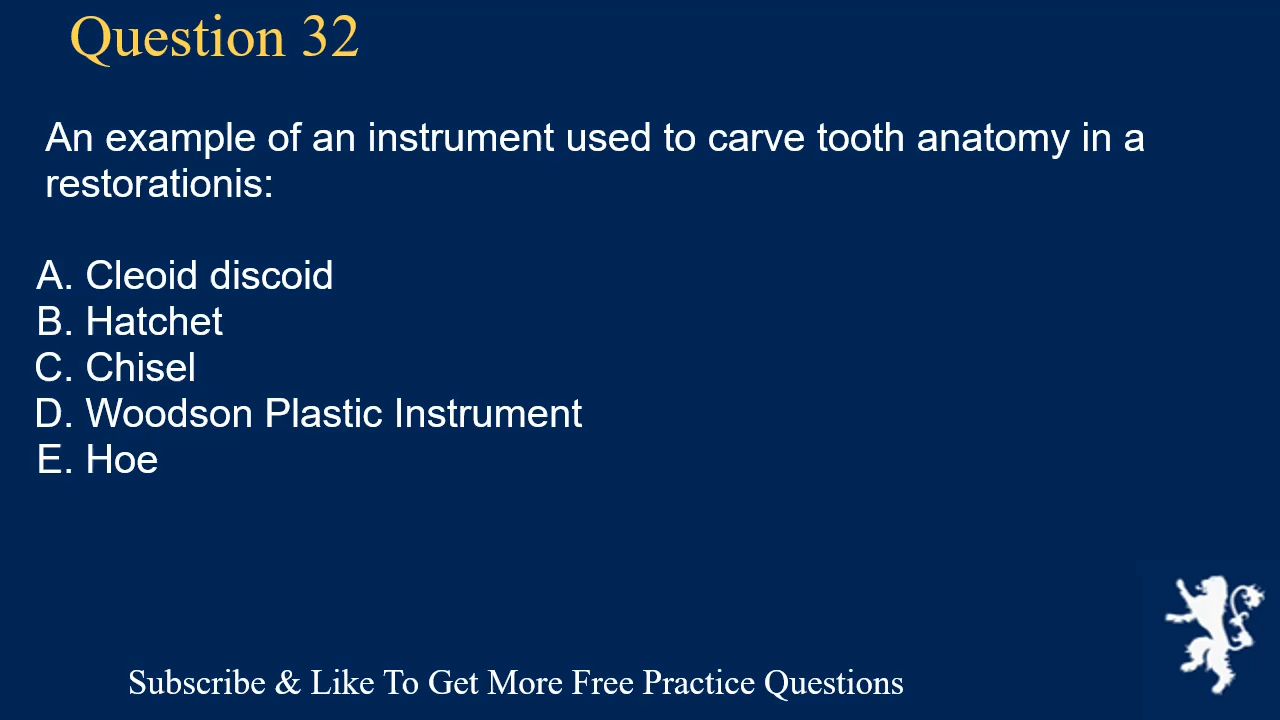 Question 32
An example of an instrument used to carve tooth anatomy in a
restorationis:
A. Cleoid discoid
B. Hatchet
C. Chisel
D. Woodson Plastic Instrument
E. Hoe
Subscribe & Like To Get More Free Practice Questions